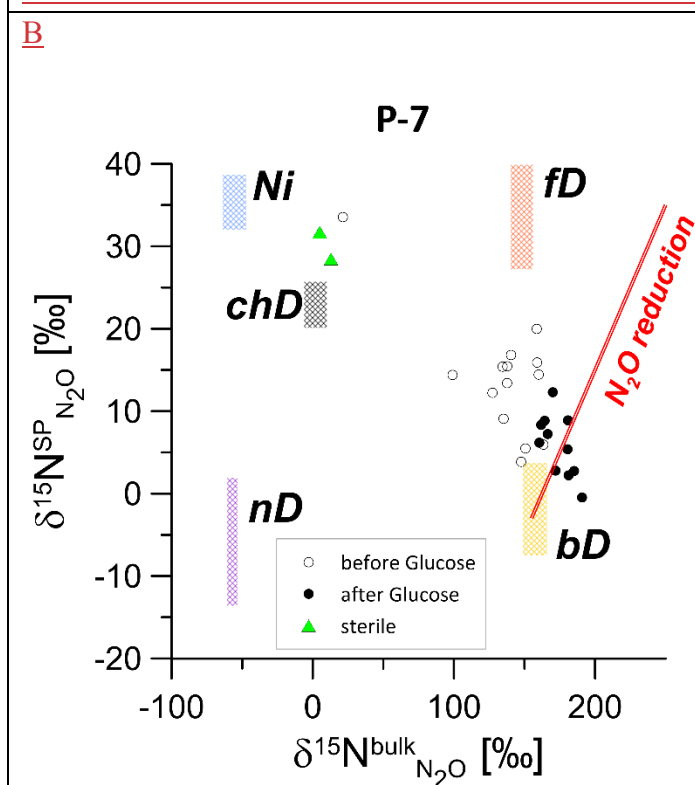 B
P-7
40
30
20
10
0
-10
-20
δ15NSPN2O [‰]
Ni
fD
chD
N2O reduction
nD
bD
before Glucose
after Glucose
sterile
-100 0 100 200
δ15NbulkN2O [‰]